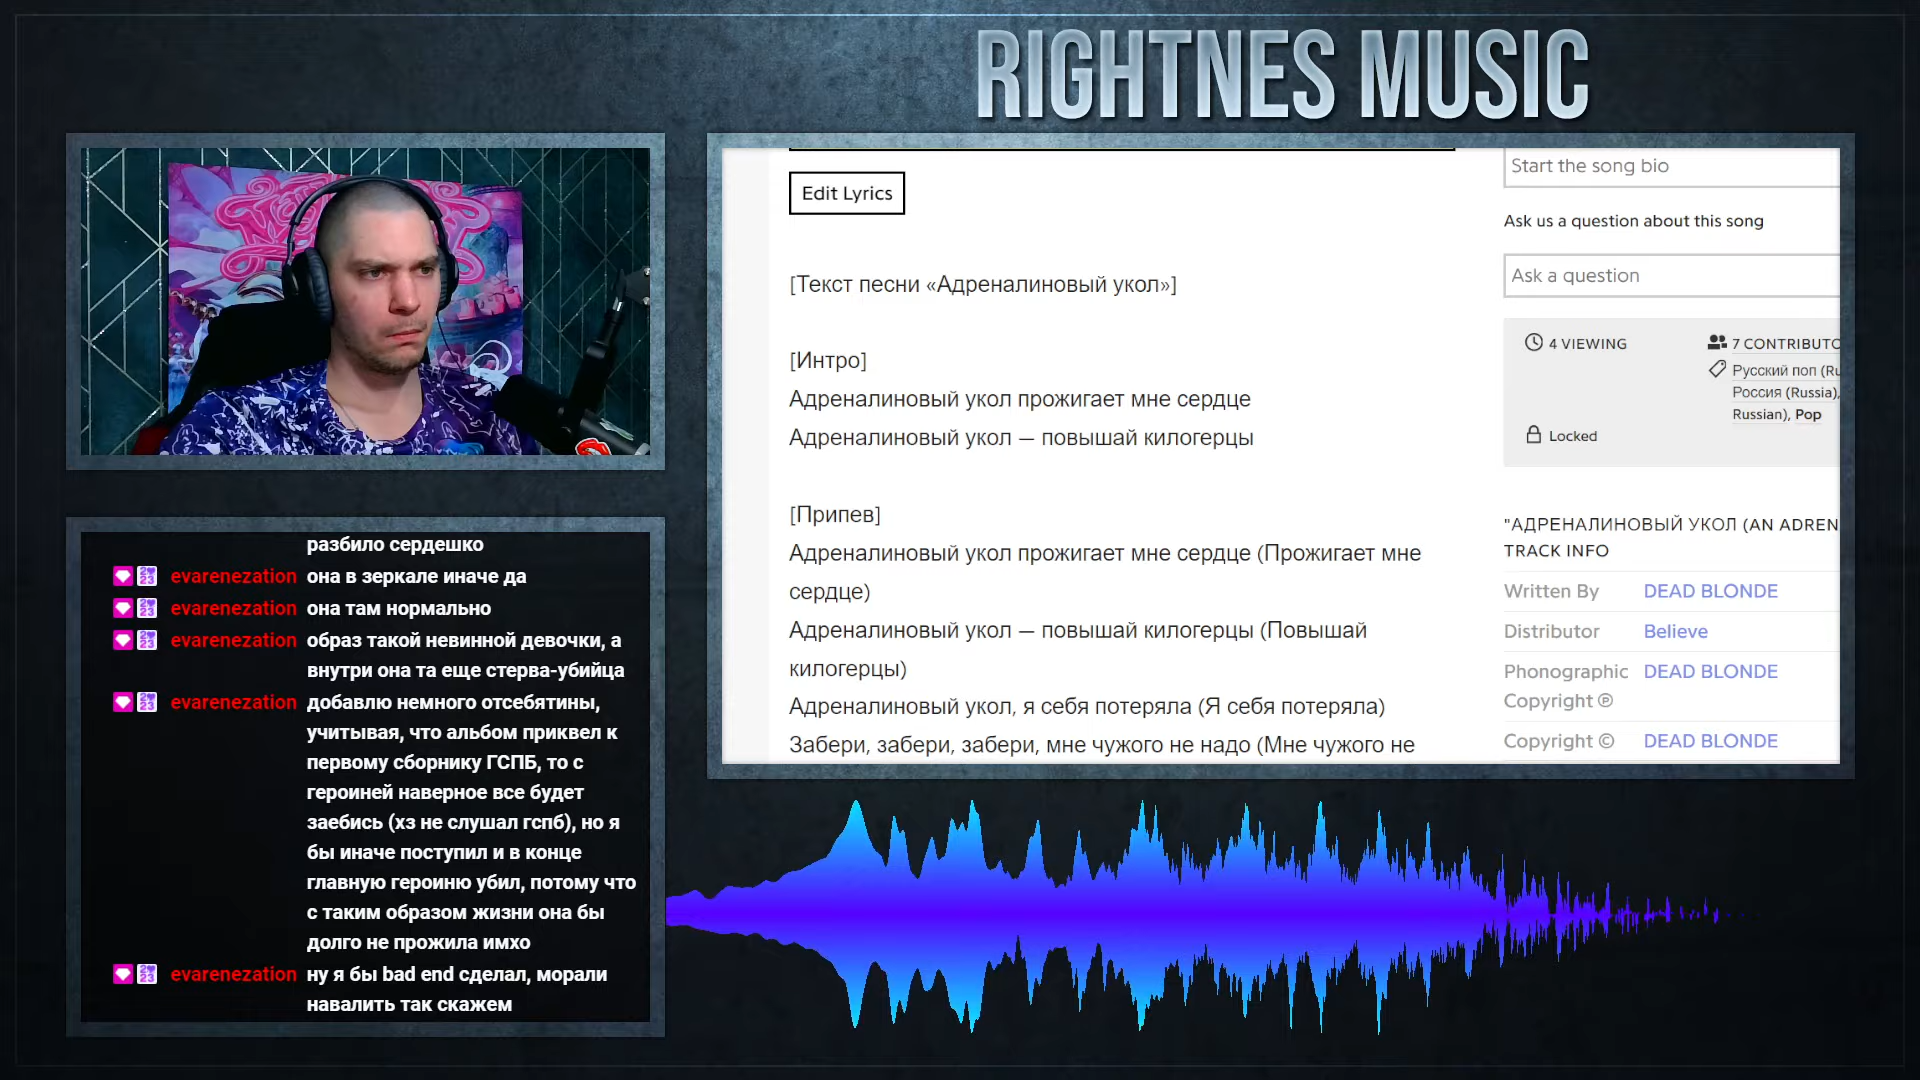 RIGHTNES MUSIC
Edit Lyrics
[Текст песни «Адреналиновый укол»]
[Интро]
Адреналиновый укол прожигает мне сердце
Адреналиновый укол — повышай килогерцы
[Припев]
Адреналиновый укол прожигает мне сердце (Прожигает мне
сердце)
Адреналиновый укол — повышай килогерцы (Повышай
килогерцы)
Адреналиновый укол, я себя потеряла (Я себя потеряла)
Забери, забери, забери, мне чужого не надо (Мне чужого не
Start the song bio
Ask us a question about this song
Ask a question
4 VIEWING
7 CONTRIBUTO
Русский поп (Ru
Россия (Russia),
Russian), Pop
Locked
"АДРЕНАЛИНОВЫЙ УКОЛ (AN ADREN
TRACK INFO
Written By DEAD BLONDE
Distributor Believe
Phonographic DEAD BLONDE
Copyright ℗
Copyright © DEAD BLONDE
разбило сердешко
evarenezation она в зеркале иначе да
evarenezation она там нормально
evarenezation образ такой невинной девочки, а
внутри она та еще стерва-убийца
evarenezation добавлю немного отсебятины,
учитывая, что альбом приквел к
первому сборнику ГСПБ, то с
героиней наверное все будет
заебись (хз не слушал гспб), но я
бы иначе поступил и в конце
главную героиню убил, потому что
с таким образом жизни она бы
долго не прожила имхо
evarenezation ну я бы bad end сделал, морали
навалить так скажем